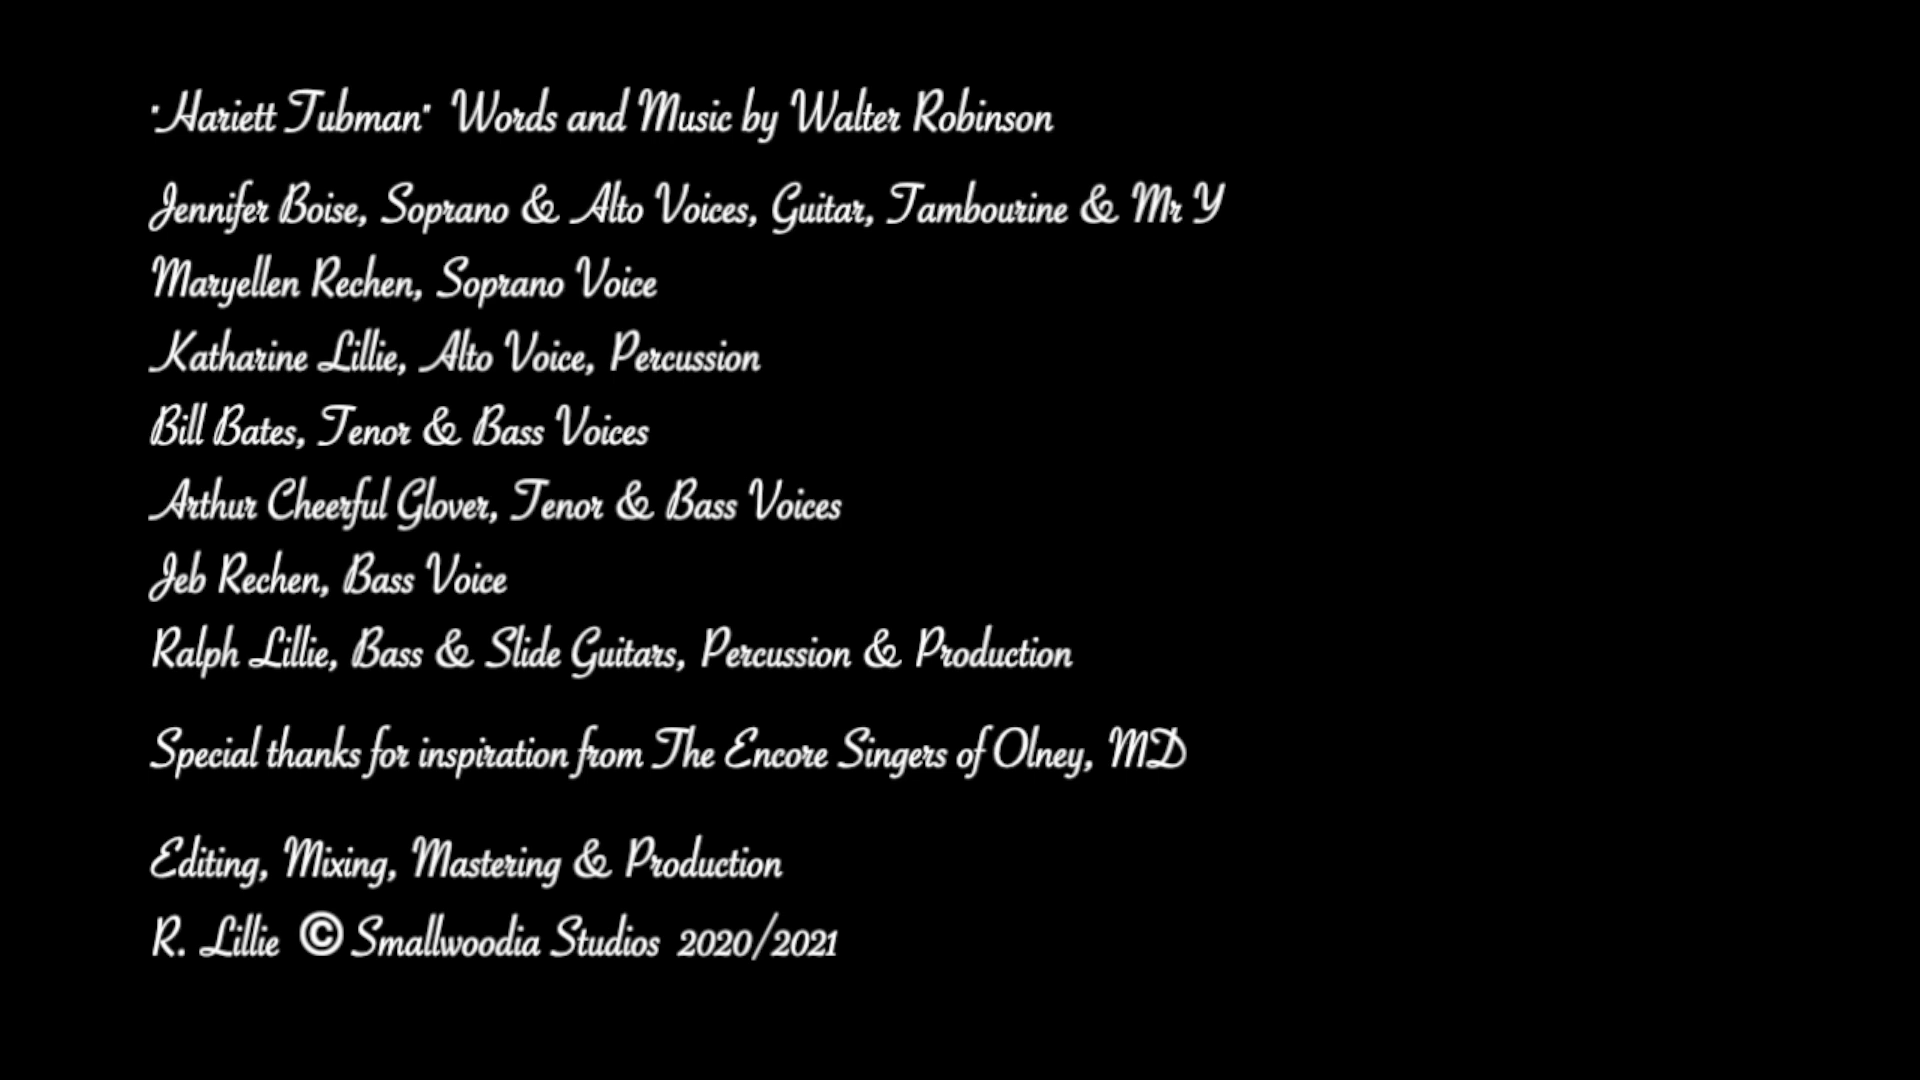 "Hariett Tubman" Words and Music by Walter Robinson
Jennifer Boise, Soprano & Alto Voices, Guitar, Tambourine & Mr Y
Maryellen Rechen, Soprano Voice
Katharine Lillie, Alto Voice, Percussion
Bill Bates, Tenor & Bass Voices
Arthur Cheerful Glover, Tenor & Bass Voices
Jeb Rechen, Bass Voice
Ralph Lillie, Bass & Slide Guitars, Percussion & Production
Special thanks for inspiration from The Encore Singers of Olney, MD
Editing, Mixing, Mastering & Production
R. Lillie © Smallwoodia Studios 2020/2021